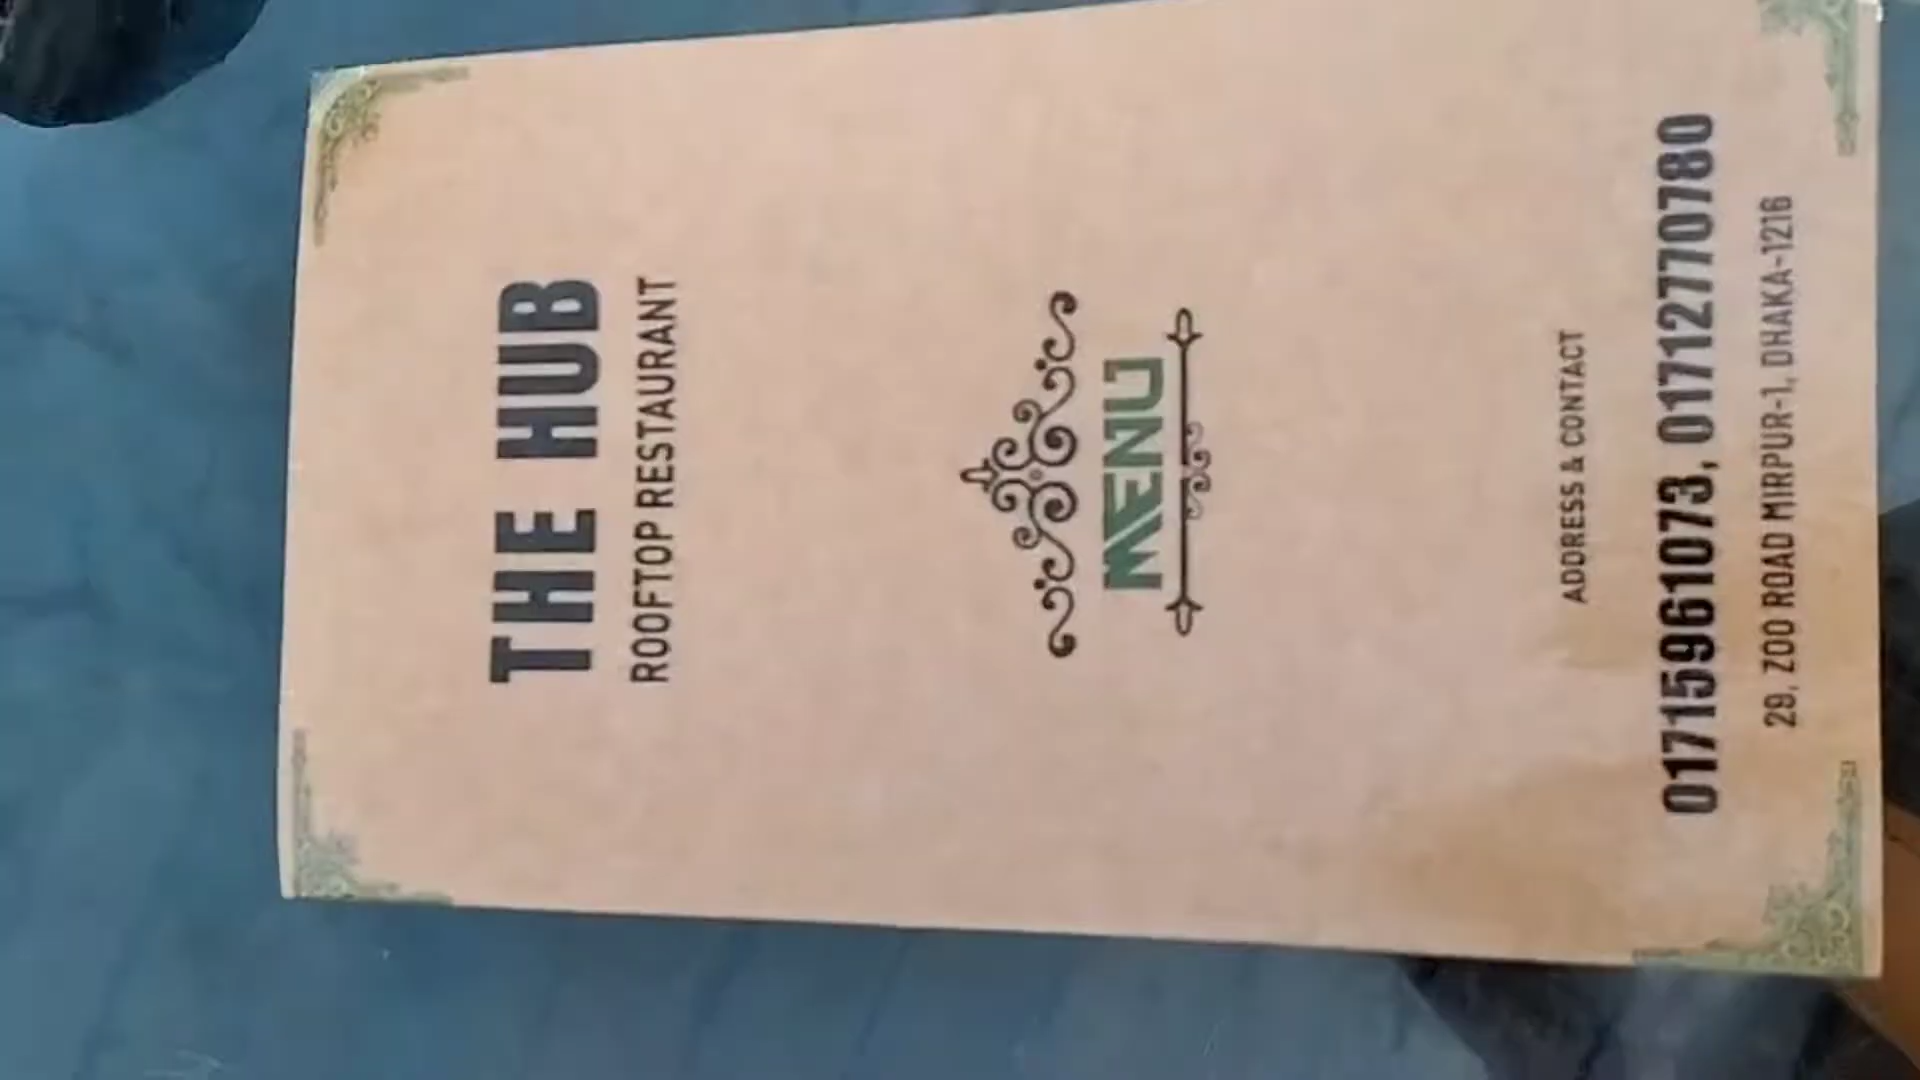 THE HUB
ROOFTOP RESTAURANT
MENU
ADDRESS & CONTACT
01715961073, 01712770780
29, ZOO ROAD MIRPUR-1, DHAKA-1216